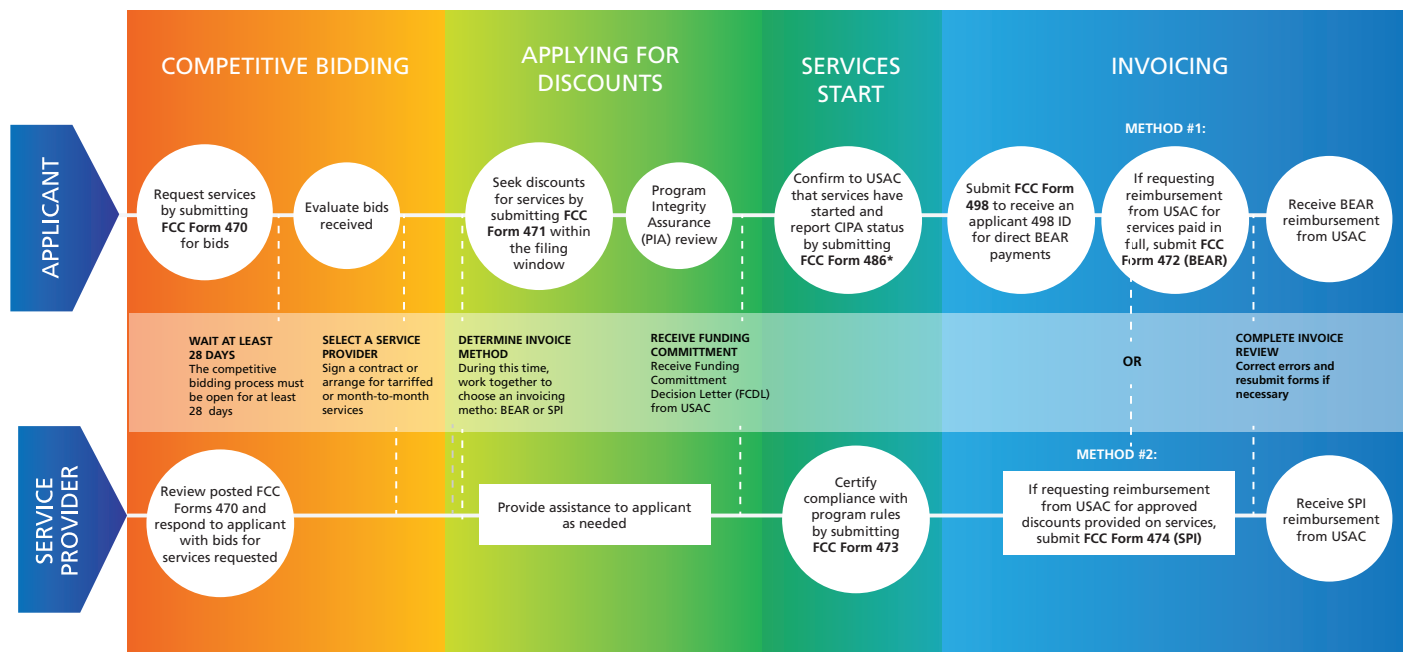 COMPETITIVE BIDDING
APPLYING FOR
DISCOUNTS
SERVICES
START
INVOICING
APPLICANT
Request services
by submitting
FCC Form 470
for bids
Evaluate bids
received
Seek discounts
for services by
submitting FCC
Form 471 within
the filing
window
Program
Integrity
Assurance
(PIA) review
Confirm to USAC
that services have
started and
report CIPA status
by submitting
FCC Form 486*
Submit FCC Form
498 to receive an
applicant 498 ID
for direct BEAR
payments
METHOD #1:
If requesting
reimbursement
from USAC for
services paid in
full, submit FCC
Form 472 (BEAR)
Receive BEAR
reimbursement
from USAC
WAIT AT LEAST
28 DAYS
The competitive
bidding process must
be open for at least
28 days
SELECT A SERVICE
PROVIDER
Sign a contract or
arrange for tarriffed
or month-to-month
services
DETERMINE INVOICE
METHOD
During this time,
work together to
choose an invoicing
metho: BEAR or SPI
RECEIVE FUNDING
COMMITTMENT
Receive Funding
Committment
Decision Letter (FCDL)
from USAC
OR
COMPLETE INVOICE
REVIEW
Correct errors and
resubmit forms if
necessary
SERVICE
PROVIDER
Review posted FCC
Forms 470 and
respond to applicant
with bids for
services requested
Provide assistance to applicant
as needed
Certify
compliance with
program rules
by submitting
FCC Form 473
METHOD #2:
If requesting reimbursement
from USAC for approved
discounts provided on services,
submit FCC Form 474 (SPI)
Receive SPI
reimbursement
from USAC